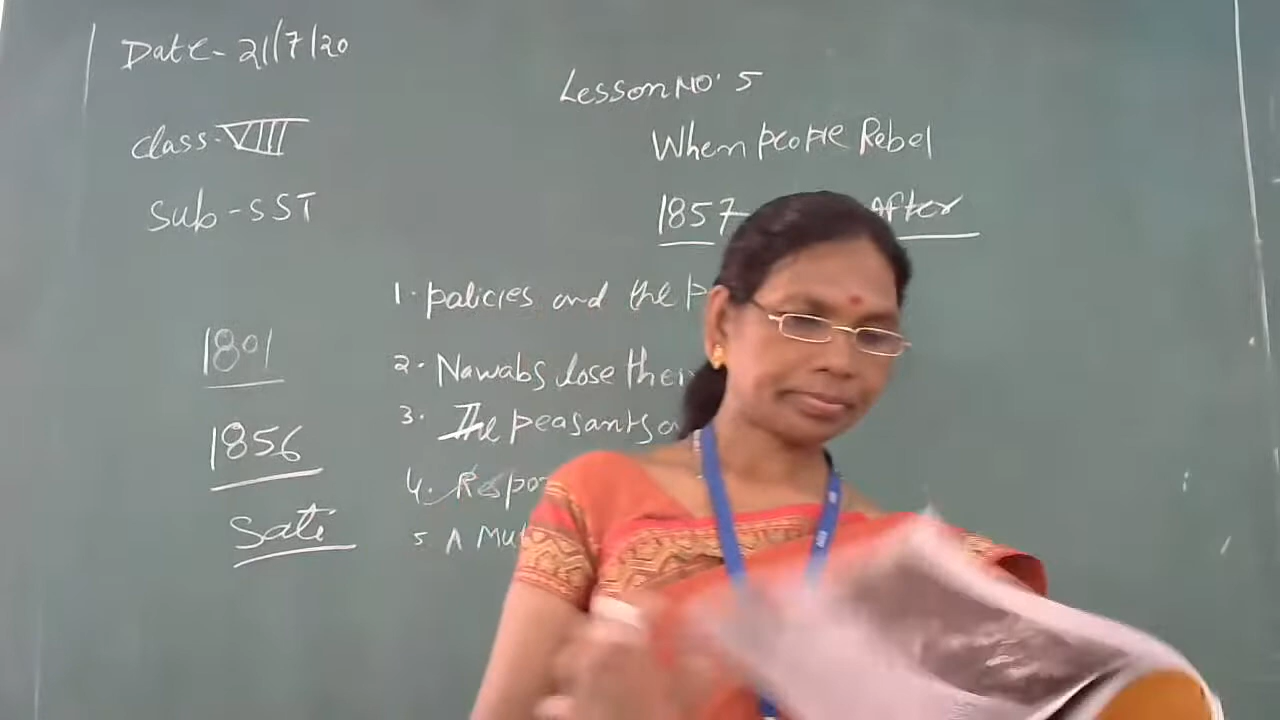 Date - 21/7/20
Class - VIII
Sub - SST
Lesson No. 5
When people Rebel
1857 After
1. policies and the
2. Nawabs lose their
3. The peasants
4.
5 A
1801
1856
Sati